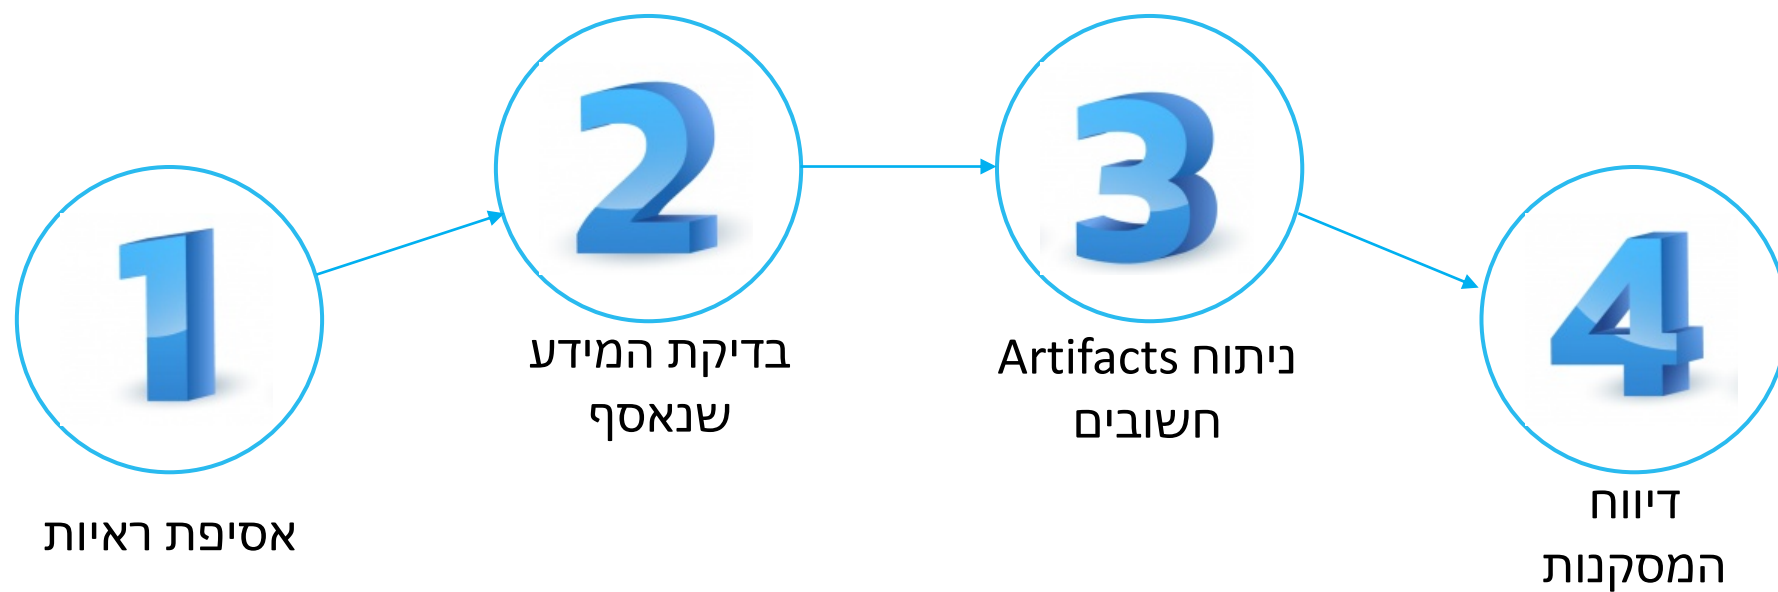 1
אסיפת ראיות
2
בדיקת המידע
שנאסף
3
ניתוח Artifacts
חשובים
4
דיווח
המסקנות